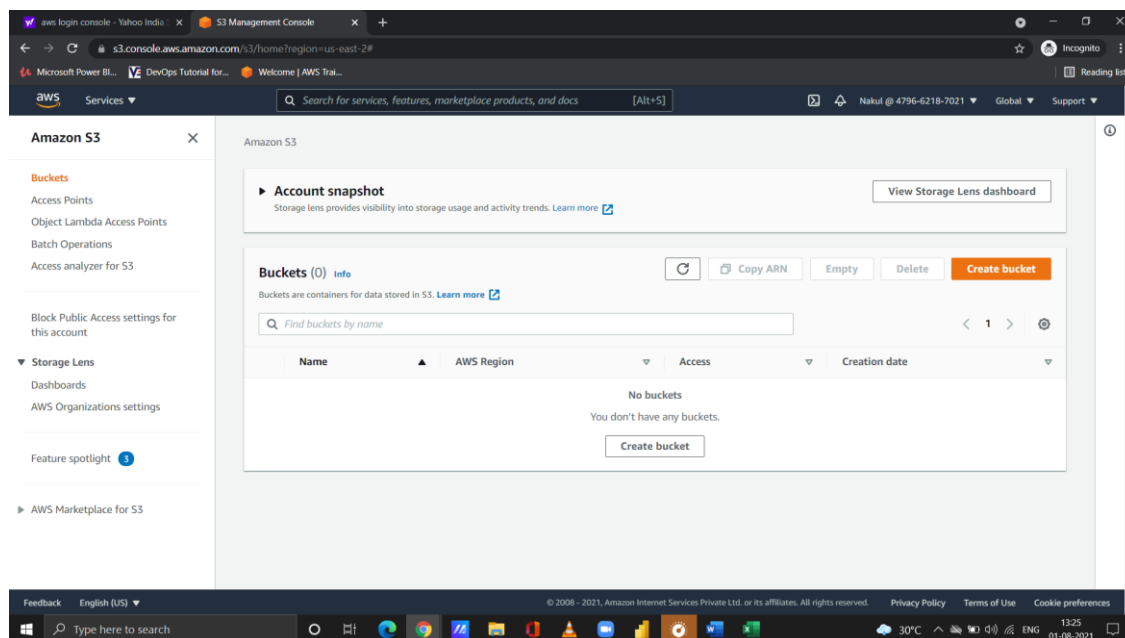 aws login console - Yahoo India
S3 Management Console
s3.console.aws.amazon.com/s3/home?region=us-east-2#
Incognito
Microsoft Power BI...
DevOps Tutorial for...
Welcome | AWS Trai...
Reading list
aws
Services
Search for services, features, marketplace products, and docs
[Alt+S]
Nakul @ 4796-6218-7021
Global
Support
Amazon S3
Buckets
Access Points
Object Lambda Access Points
Batch Operations
Access analyzer for S3
Block Public Access settings for
this account
Storage Lens
Dashboards
AWS Organizations settings
Feature spotlight 3
AWS Marketplace for S3
Amazon S3
Account snapshot
Storage lens provides visibility into storage usage and activity trends. Learn more
View Storage Lens dashboard
Buckets (0) Info
Copy ARN
Empty
Delete
Create bucket
Buckets are containers for data stored in S3. Learn more
Find buckets by name
1
Name
AWS Region
Access
Creation date
No buckets
You don't have any buckets.
Create bucket
Feedback
English (US)
© 2008 - 2021, Amazon Internet Services Private Ltd. or its affiliates. All rights reserved.
Privacy Policy
Terms of Use
Cookie preferences
Type here to search
30°C
ENG
13:25
01-08-2021